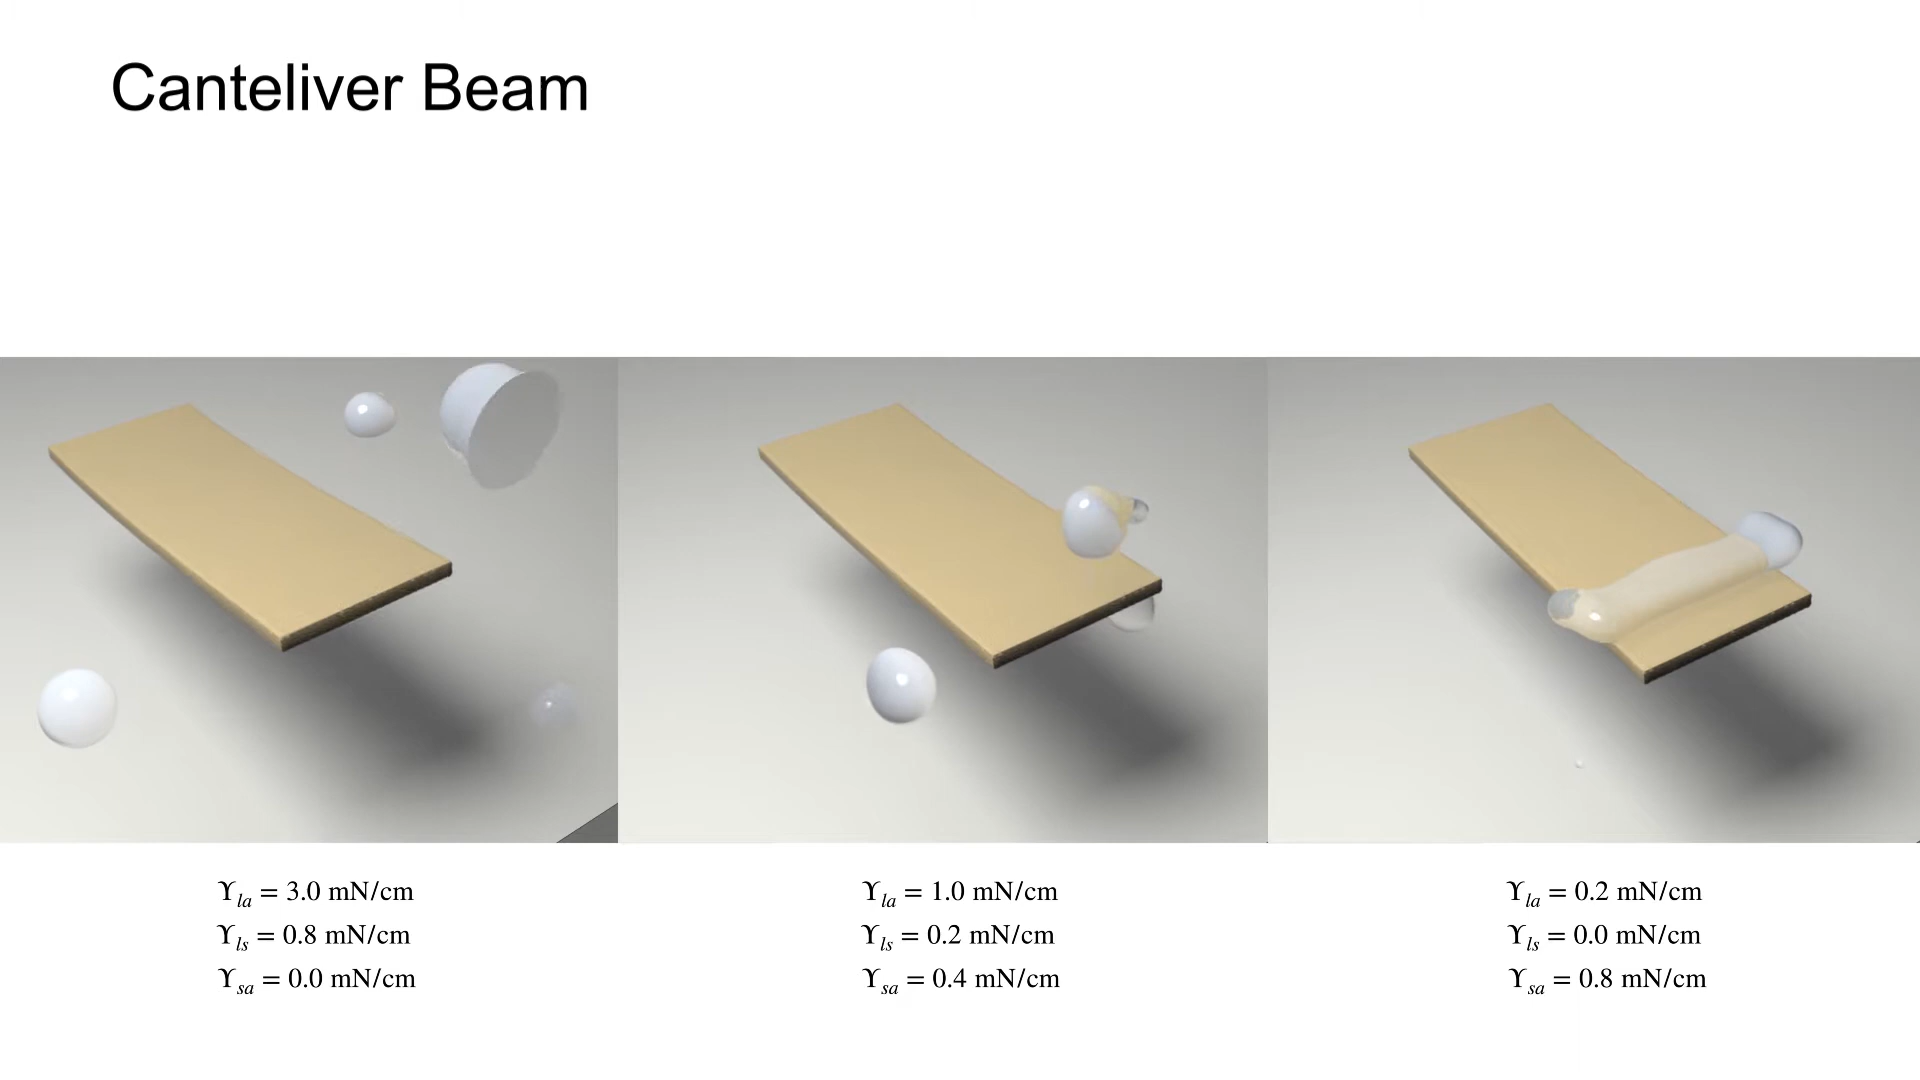 Canteliver Beam
ϒla = 3.0 mN/cm
ϒls = 0.8 mN/cm
ϒsa = 0.0 mN/cm
ϒla = 1.0 mN/cm
ϒls = 0.2 mN/cm
ϒsa = 0.4 mN/cm
ϒla = 0.2 mN/cm
ϒls = 0.0 mN/cm
ϒsa = 0.8 mN/cm